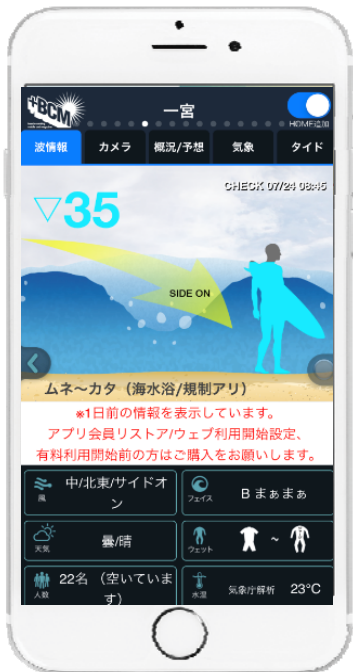 BCM
一宮
HOME追加
波情報 カメラ 概況/予想 気象 タイド
CHECK 07/24 08:45
▽35
SIDE ON
ムネ～カタ（海水浴/規制アリ）
※1日前の情報を表示しています。
アプリ会員リストア/ウェブ利用開始設定、
有料利用開始前の方はご購入をお願いします。
風 中/北東/サイドオ
ン
フェイス B まぁまぁ
天気 曇/晴
ウェット ~
人数 22名 （空いていま
す）
水温 気象庁解析 23°C